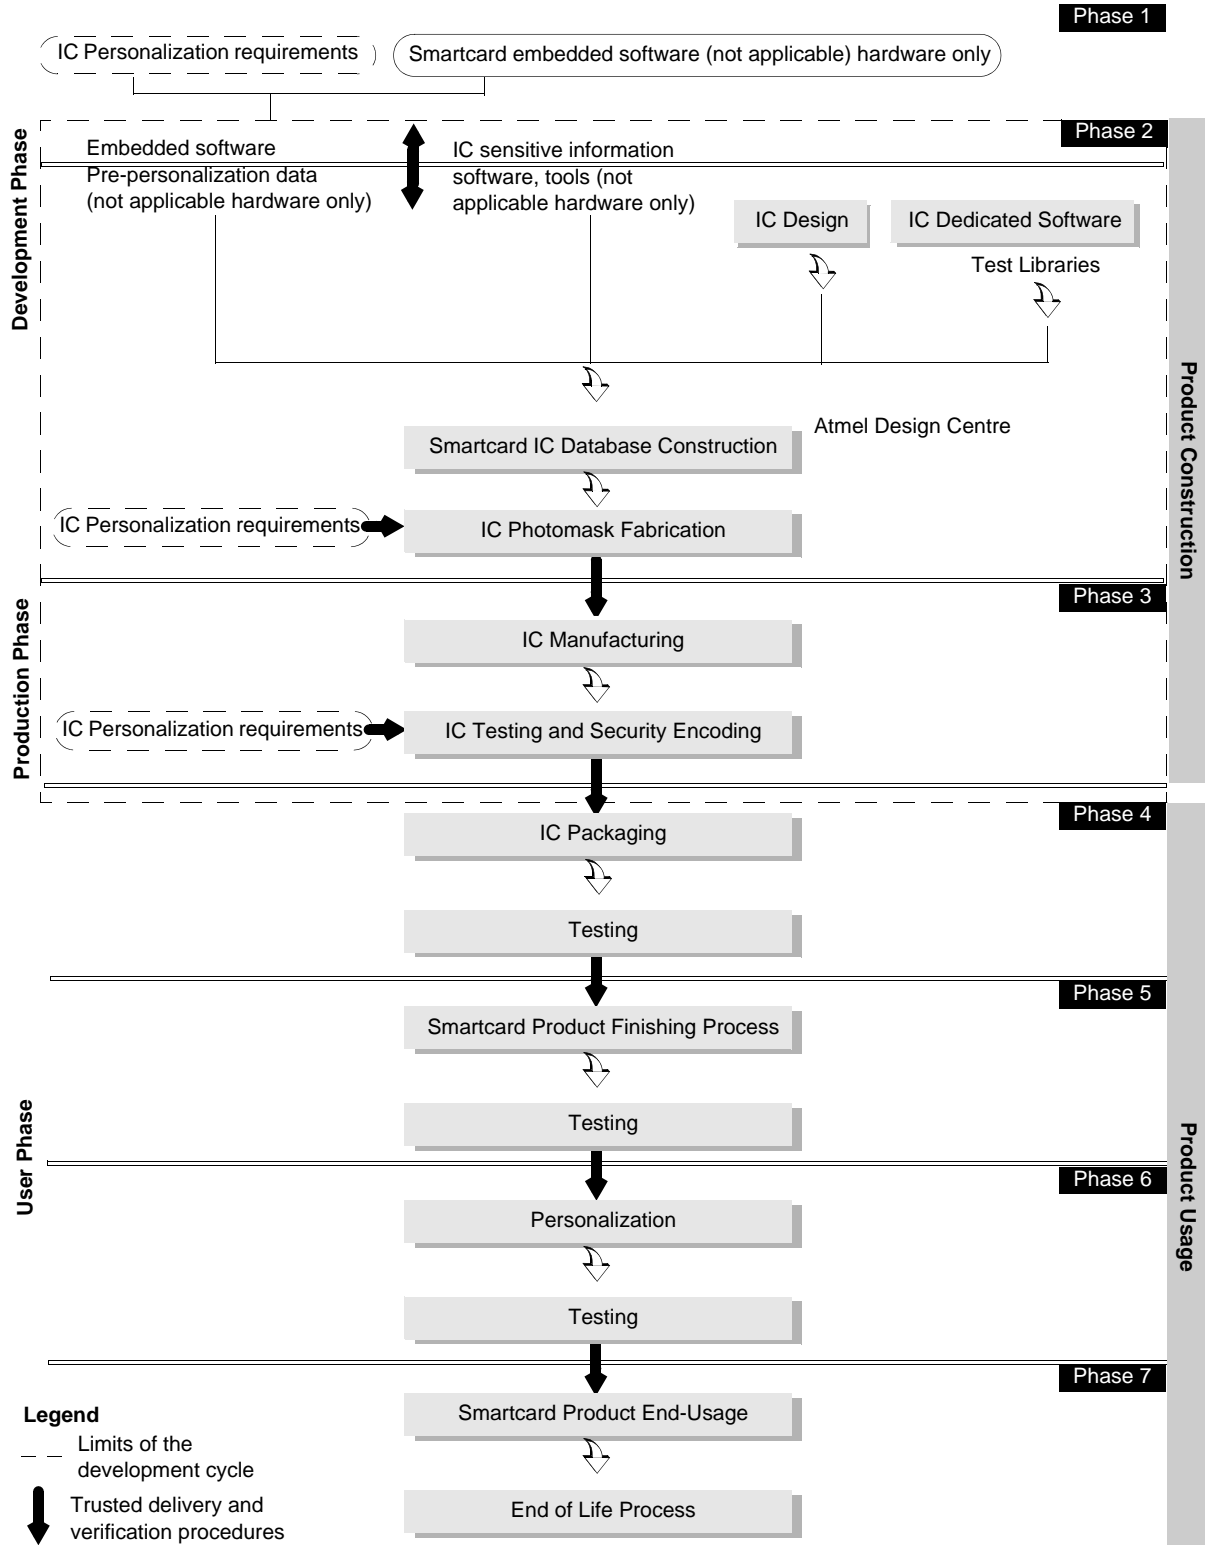 Phase 1
IC Personalization requirements
Smartcard embedded software (not applicable) hardware only
Development Phase
Phase 2
Embedded software
Pre-personalization data
(not applicable hardware only)
IC sensitive information
software, tools (not
applicable hardware only)
IC Design
IC Dedicated Software
Test Libraries
Product Construction
Atmel Design Centre
Smartcard IC Database Construction
IC Personalization requirements
IC Photomask Fabrication
Production Phase
Phase 3
IC Manufacturing
IC Personalization requirements
IC Testing and Security Encoding
Phase 4
IC Packaging
Testing
Phase 5
Smartcard Product Finishing Process
User Phase
Testing
Product Usage
Phase 6
Personalization
Testing
Phase 7
Smartcard Product End-Usage
End of Life Process
Legend
Limits of the
development cycle
Trusted delivery and
verification procedures